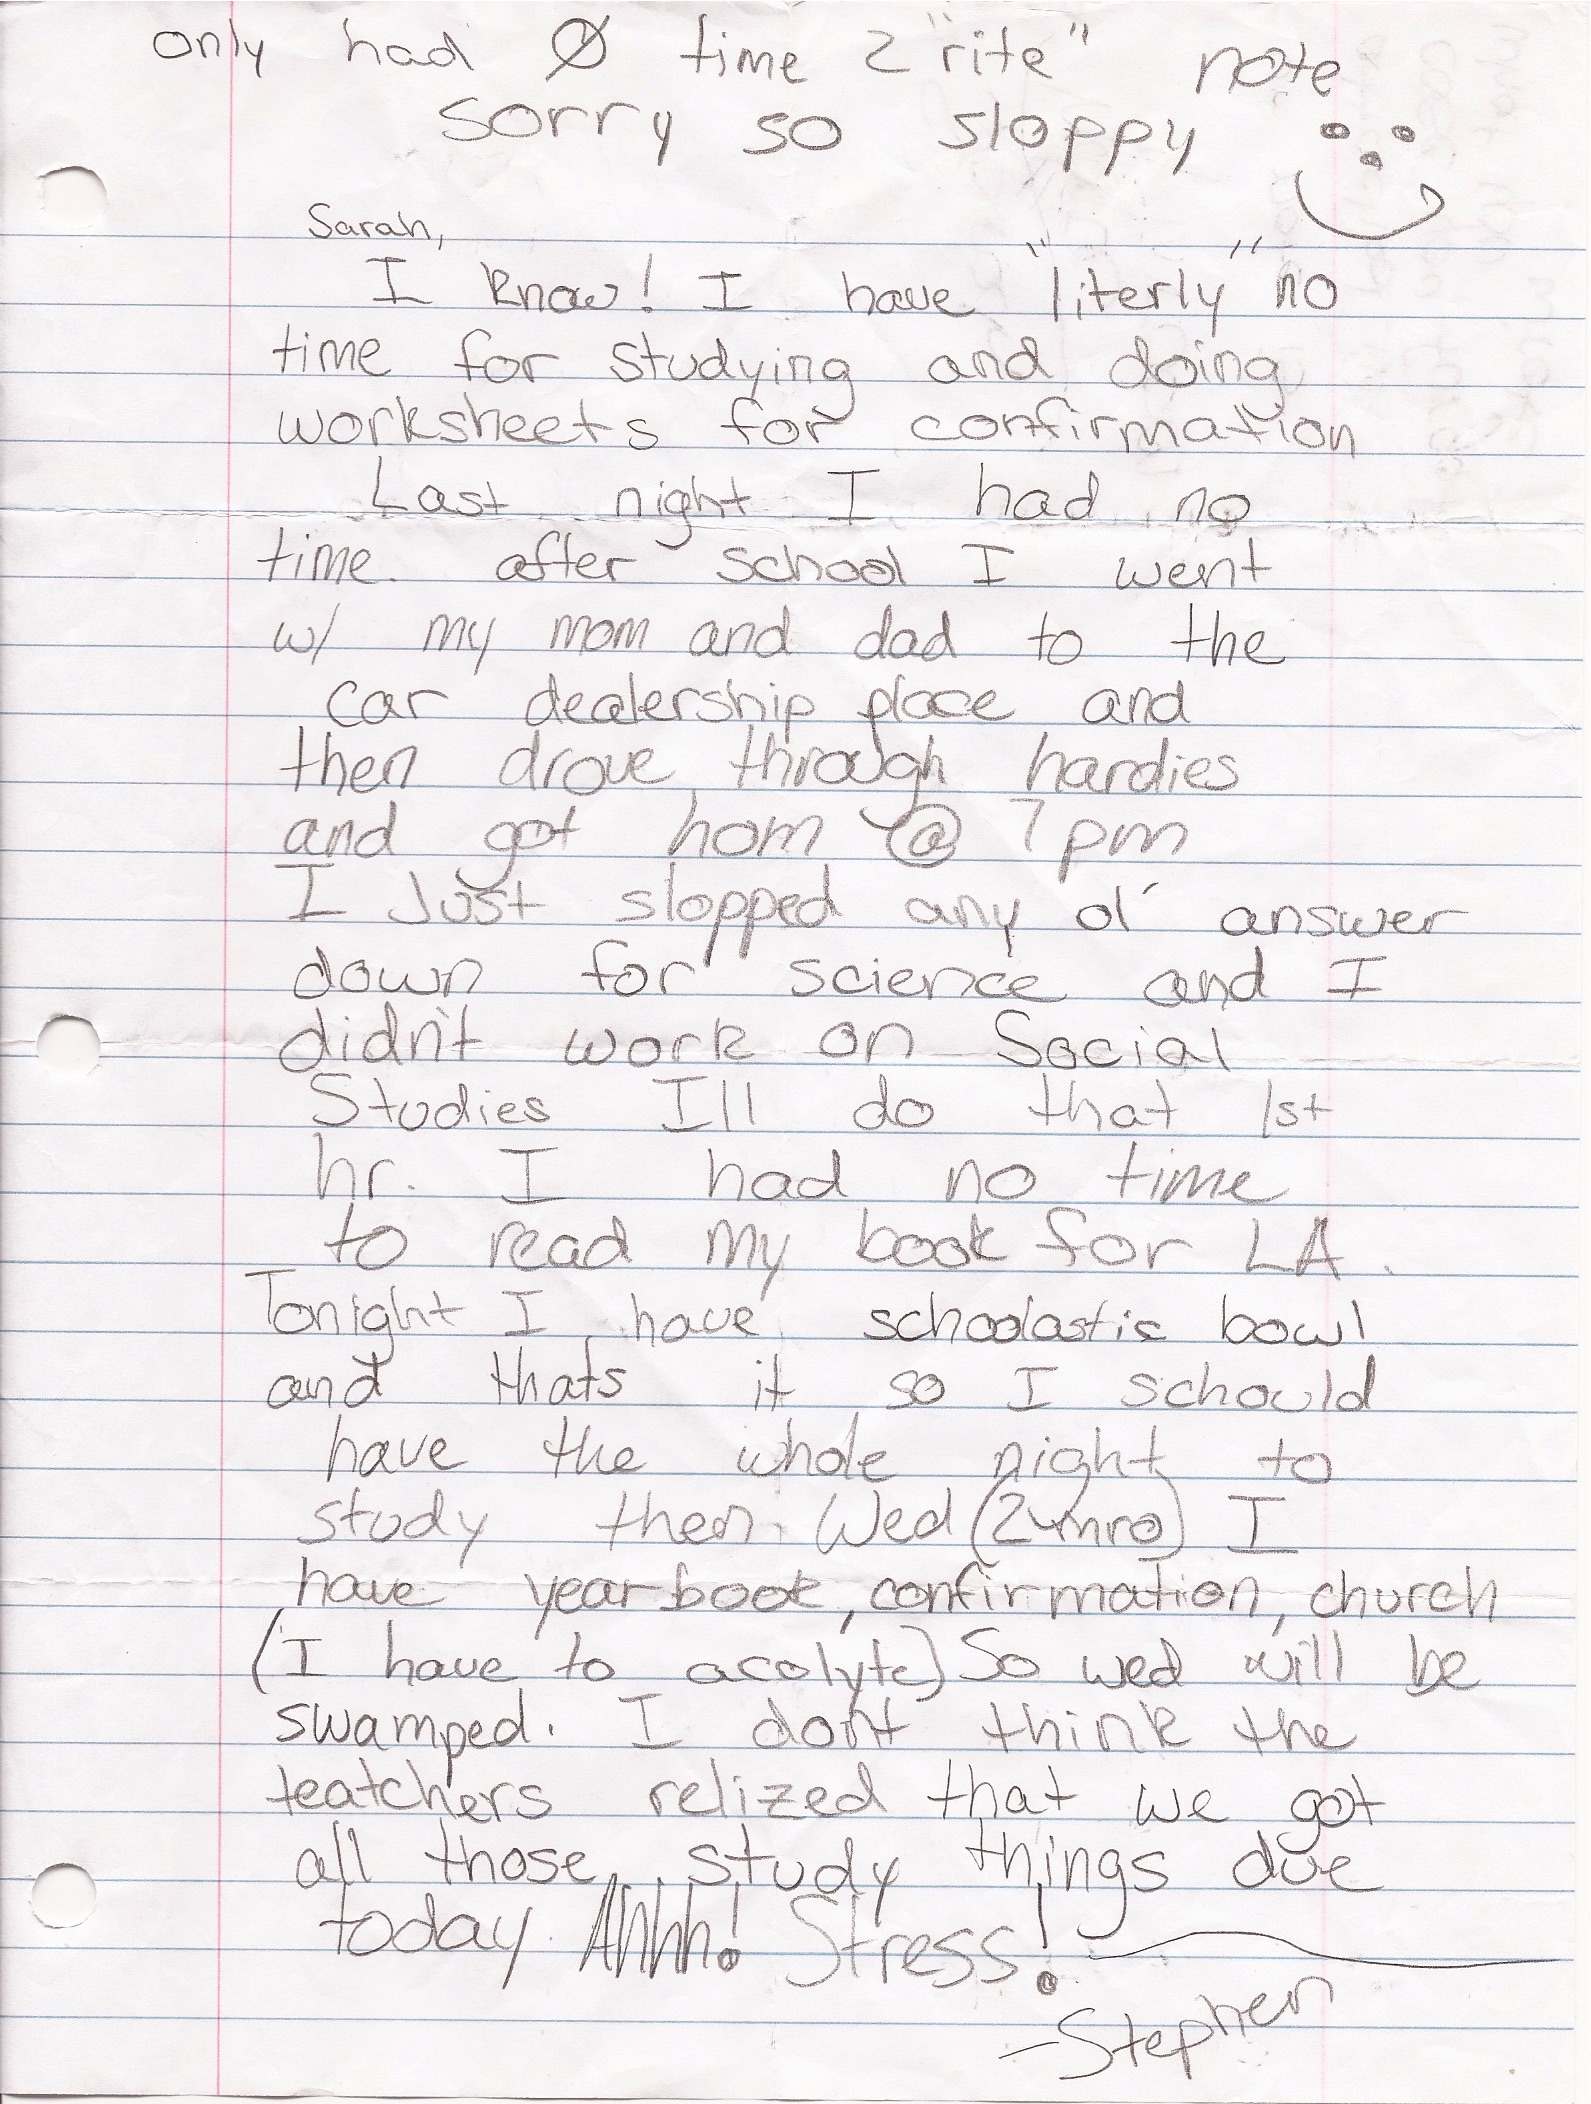 only had Ø time 2 "rite" note
sorry so sloppy
Sarah,
I know! I have "literly" no
time for studying and doing
worksheets for confirmation
Last night I had no
time. after school I went
w/ my mom and dad to the
car dealership place and
then drove through hardies
and got hom @ 7pm
I Just slopped any ol' answer
down for science and I
didn't work on Social
Studies I'll do that 1st
hr. I had no time
to read my book for LA.
Tonight I have schoolastic bowl
and thats it so I schould
have the whole night to
study then. Wed (2mro) I
have yearbook, confirmation, church
(I have to acolyte) So wed will be
swamped. I don't think the
teatchers relized that we got
all those study things due
today. Ahhh! Stress!
-Stephen